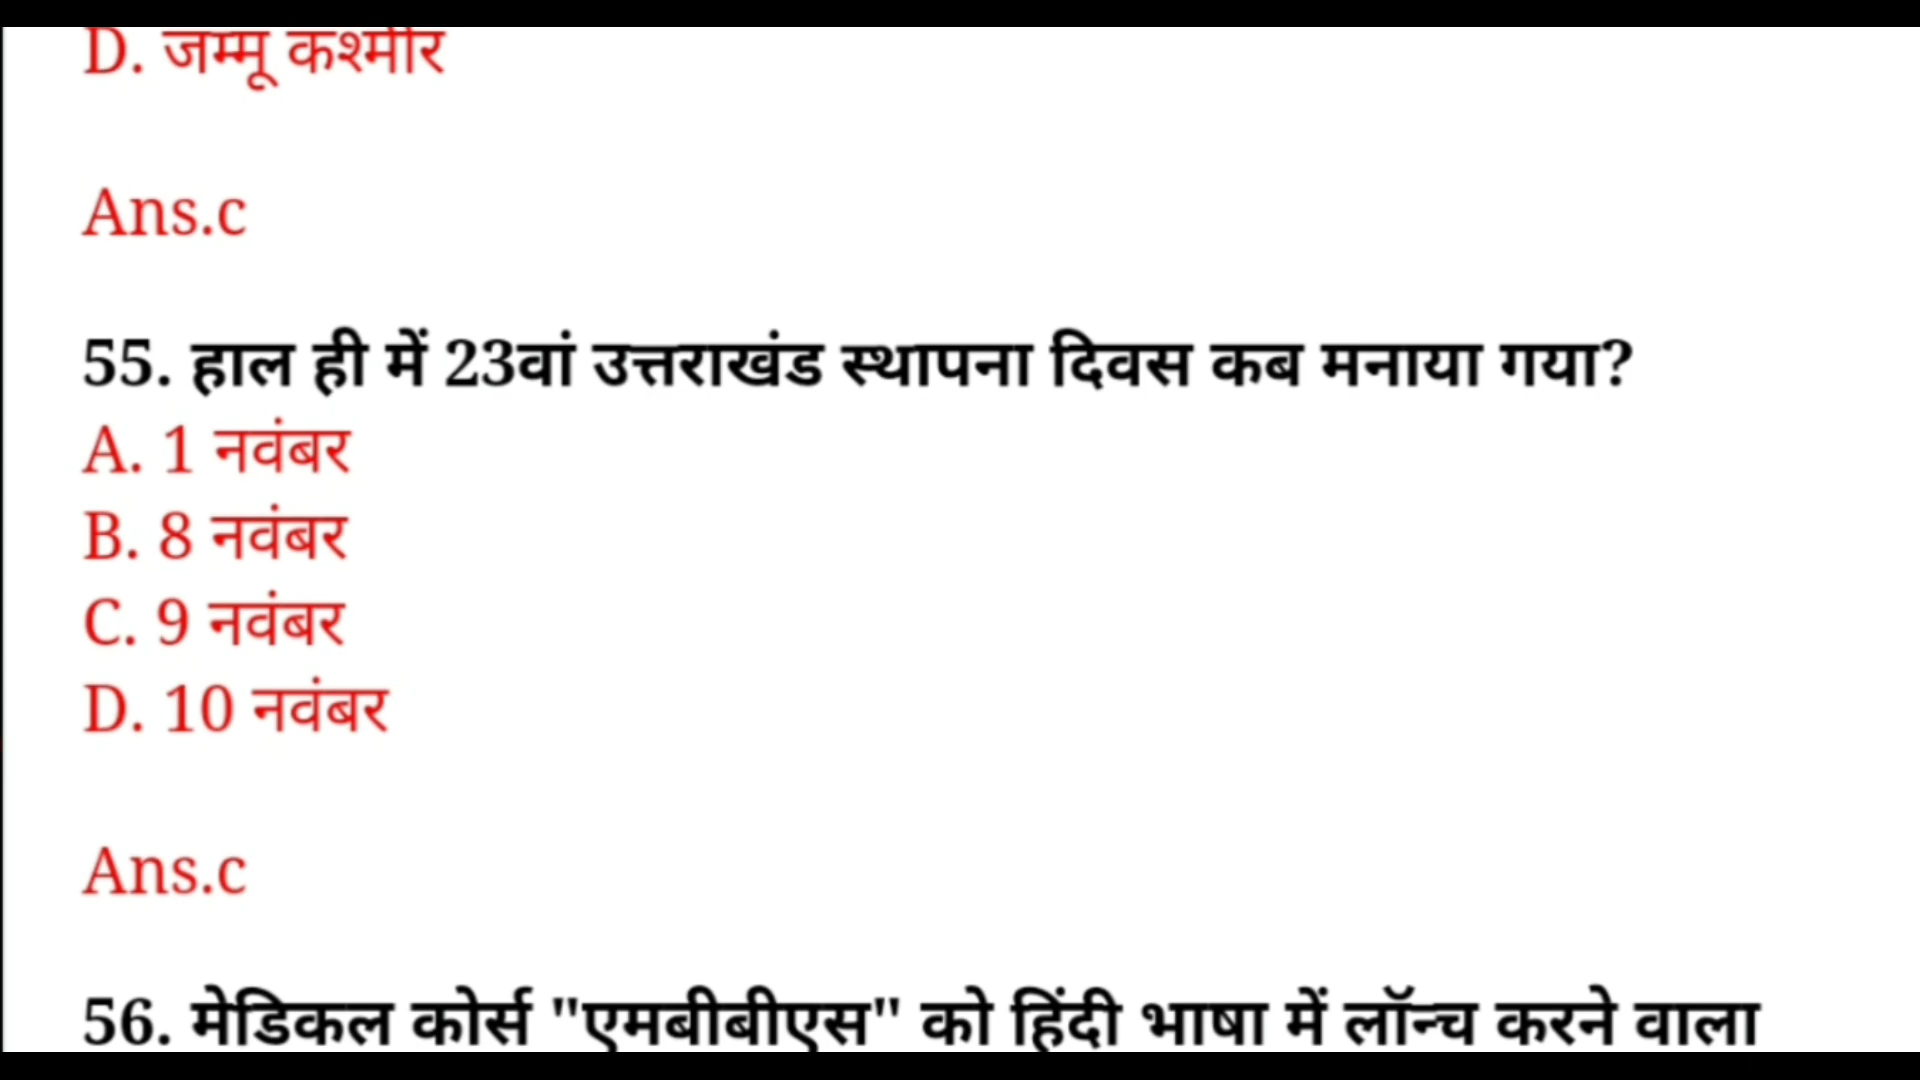 D. जम्मू कश्मीर
Ans.c
55. हाल ही में 23वां उत्तराखंड स्थापना दिवस कब मनाया गया?
A. 1 नवंबर
B. 8 नवंबर
C. 9 नवंबर
D. 10 नवंबर
Ans.c
56. मेडिकल कोर्स "एमबीबीएस" को हिंदी भाषा में लॉन्च करने वाला